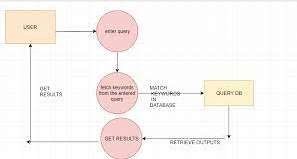 USER
enter query
GET
RESULTS
fetch keywords
from the entered
query
MATCH
KEYWORDS
IN
DATABASE
QUERY DB
GET RESULTS
RETRIEVE OUTPUTS